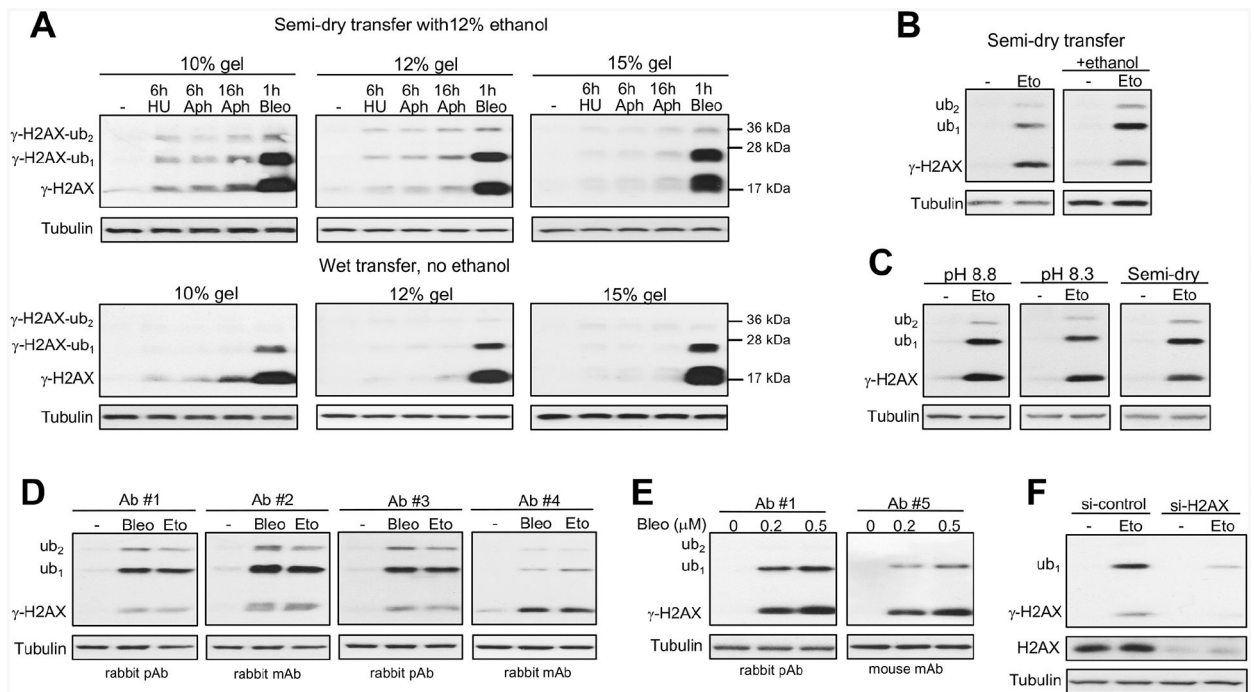 A
Semi-dry transfer with12% ethanol
10% gel 12% gel 15% gel
- 6h HU 6h Aph 16h Aph 1h Bleo - 6h HU 6h Aph 16h Aph 1h Bleo - 6h HU 6h Aph 16h Aph 1h Bleo
γ-H2AX-ub2 36 kDa
γ-H2AX-ub1 28 kDa
γ-H2AX 17 kDa
Tubulin
Wet transfer, no ethanol
10% gel 12% gel 15% gel
γ-H2AX-ub2 36 kDa
γ-H2AX-ub1 28 kDa
γ-H2AX 17 kDa
Tubulin
B
Semi-dry transfer
+ethanol
- Eto - Eto
ub2
ub1
γ-H2AX
Tubulin
C
pH 8.8 pH 8.3 Semi-dry
- Eto - Eto - Eto
ub2
ub1
γ-H2AX
Tubulin
D
Ab #1 Ab #2 Ab #3 Ab #4
- Bleo Eto - Bleo Eto - Bleo Eto - Bleo Eto
ub2
ub1
γ-H2AX
Tubulin
rabbit pAb rabbit mAb rabbit pAb rabbit mAb
E
Ab #1 Ab #5
Bleo (μM) 0 0.2 0.5 0 0.2 0.5
ub2
ub1
γ-H2AX
Tubulin
rabbit pAb mouse mAb
F
si-control si-H2AX
- Eto - Eto
ub1
γ-H2AX
H2AX
Tubulin